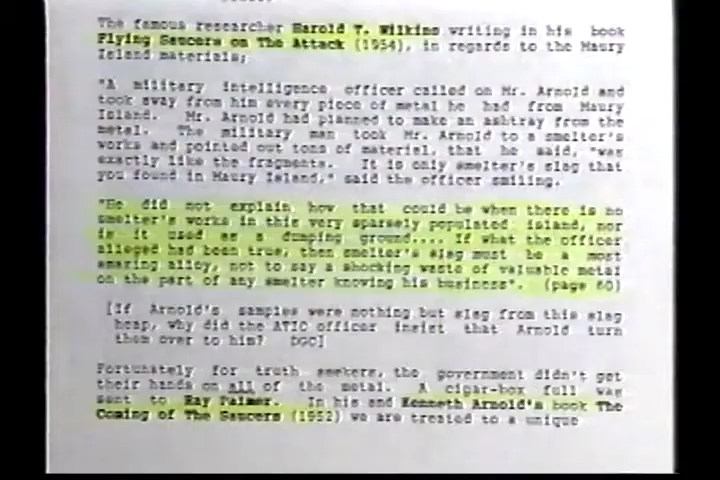 The famous researcher Harold T. Wilkins writing in his book
Flying Saucers on The Attack (1954), in regards to the Maury
Island materials;
"A military intelligence officer called on Mr. Arnold and
took away from him every piece of metal he had from Maury
Island. Mr. Arnold had planned to make an ashtray from the
metal. The military man took Mr. Arnold to a smelter's
works and pointed out tons of material, that he said, "was
exactly like the fragments. It is only smelter's slag that
you found in Maury Island," said the officer smiling.
"He did not explain how that could be when there is no
smelter's works in this very sparsely populated island, nor
is it used as a dumping ground.... If what the officer
alleged had been true, then smelter's slag must be a most
amazing alloy, not to say a shocking waste of valuable metal
on the part of any smelter knowing his business". (page 60)
[If Arnold's samples were nothing but slag from this slag
heap, why did the ATIC officer insist that Arnold turn
them over to him? DGC]
Fortunately for truth seekers, the government didn't get
their hands on all of the metal. A cigar-box full was
sent to Ray Palmer. In his and Kenneth Arnold's book The
Coming of The Saucers (1952) we are treated to a unique